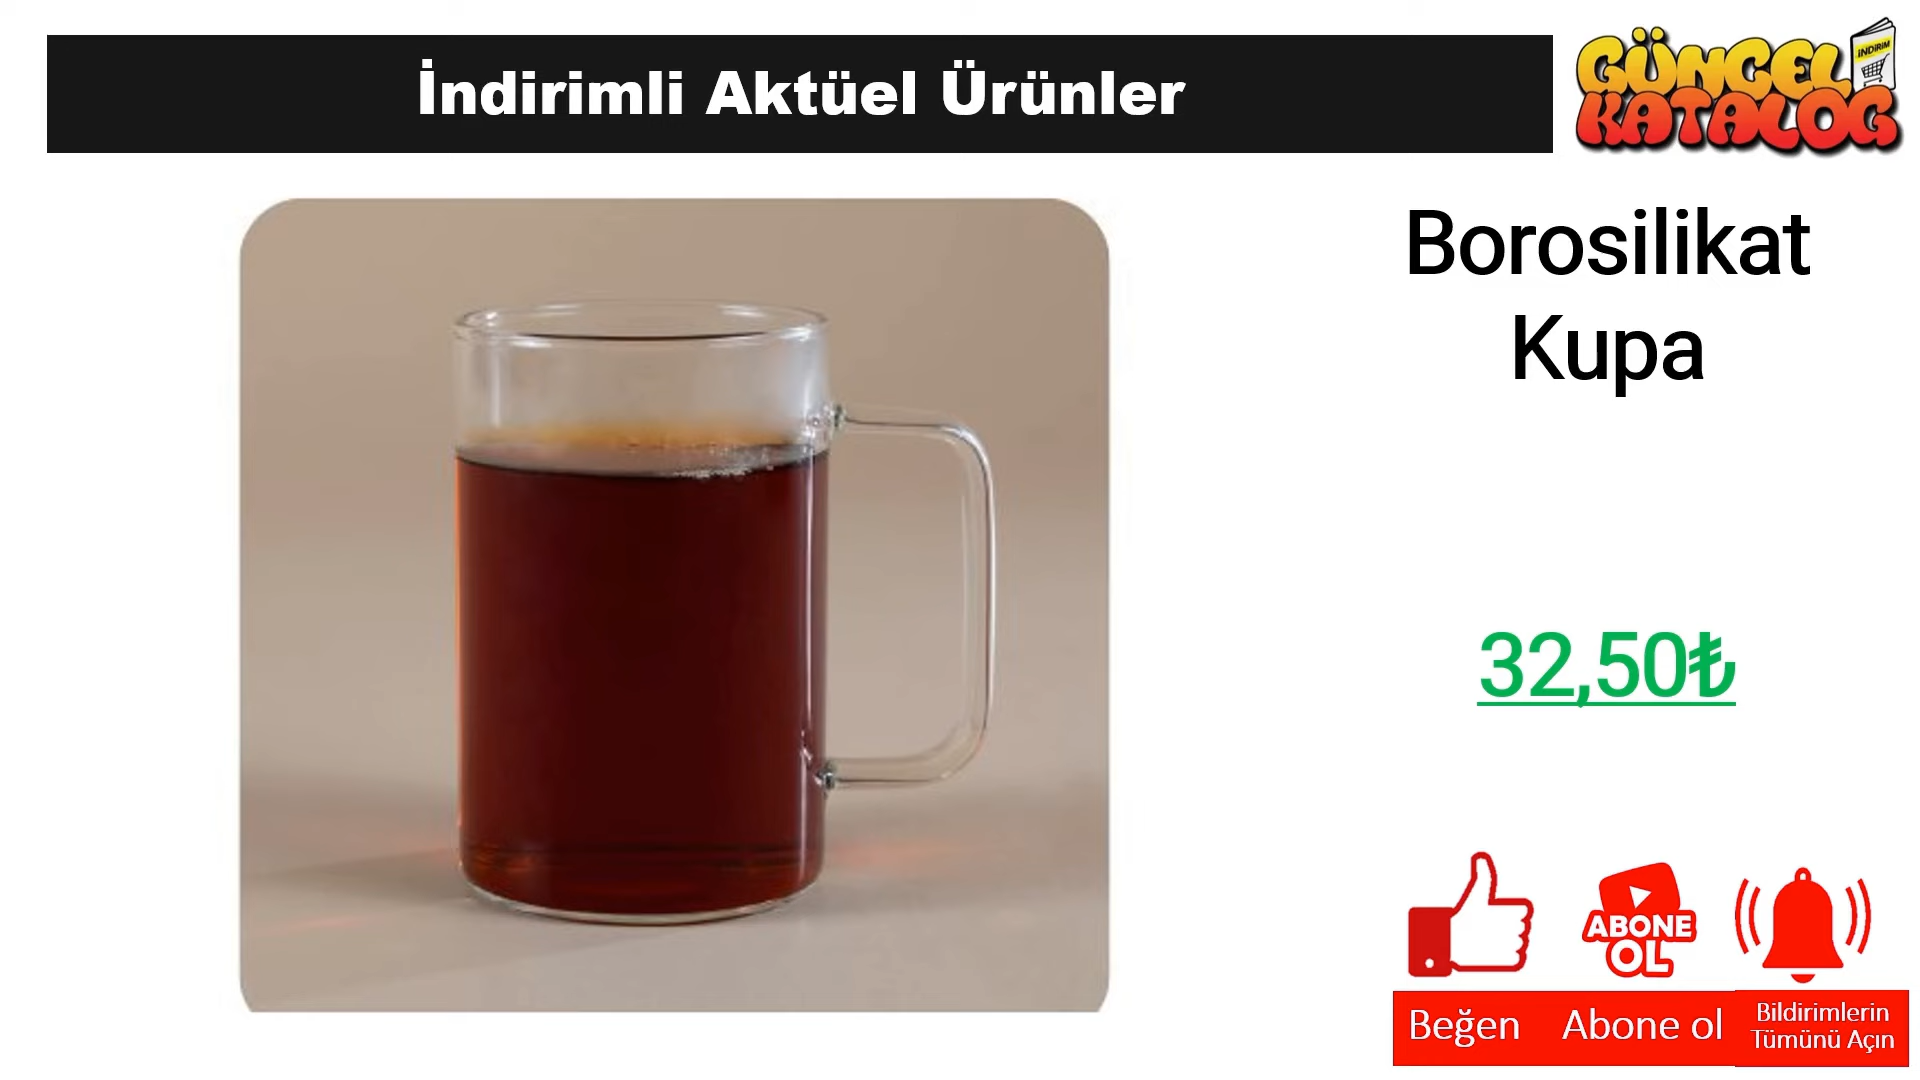 İndirimli Aktüel Ürünler
GÜNCEL
KATALOG
İNDİRİM
Borosilikat
Kupa
32,50₺
ABONE
OL
Beğen
Abone ol
Bildirimlerin
Tümünü Açın